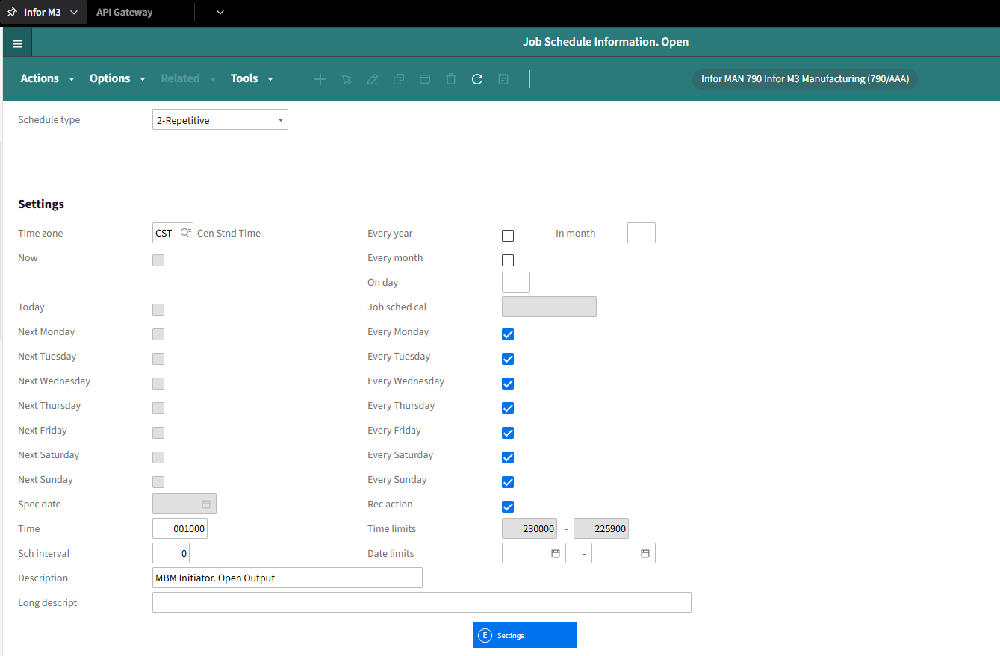 Infor M3 API Gateway
Job Schedule Information. Open
Actions Options Related Tools Infor MAN 790 Infor M3 Manufacturing (790/AAA)
Schedule type 2-Repetitive
Settings
Time zone CST Cen Stnd Time Every year In month
Now Every month
On day
Today Job sched cal
Next Monday Every Monday
Next Tuesday Every Tuesday
Next Wednesday Every Wednesday
Next Thursday Every Thursday
Next Friday Every Friday
Next Saturday Every Saturday
Next Sunday Every Sunday
Spec date Rec action
Time 001000 Time limits 230000 - 225900
Sch interval 0 Date limits -
Description MBM Initiator. Open Output
Long descript
E Settings